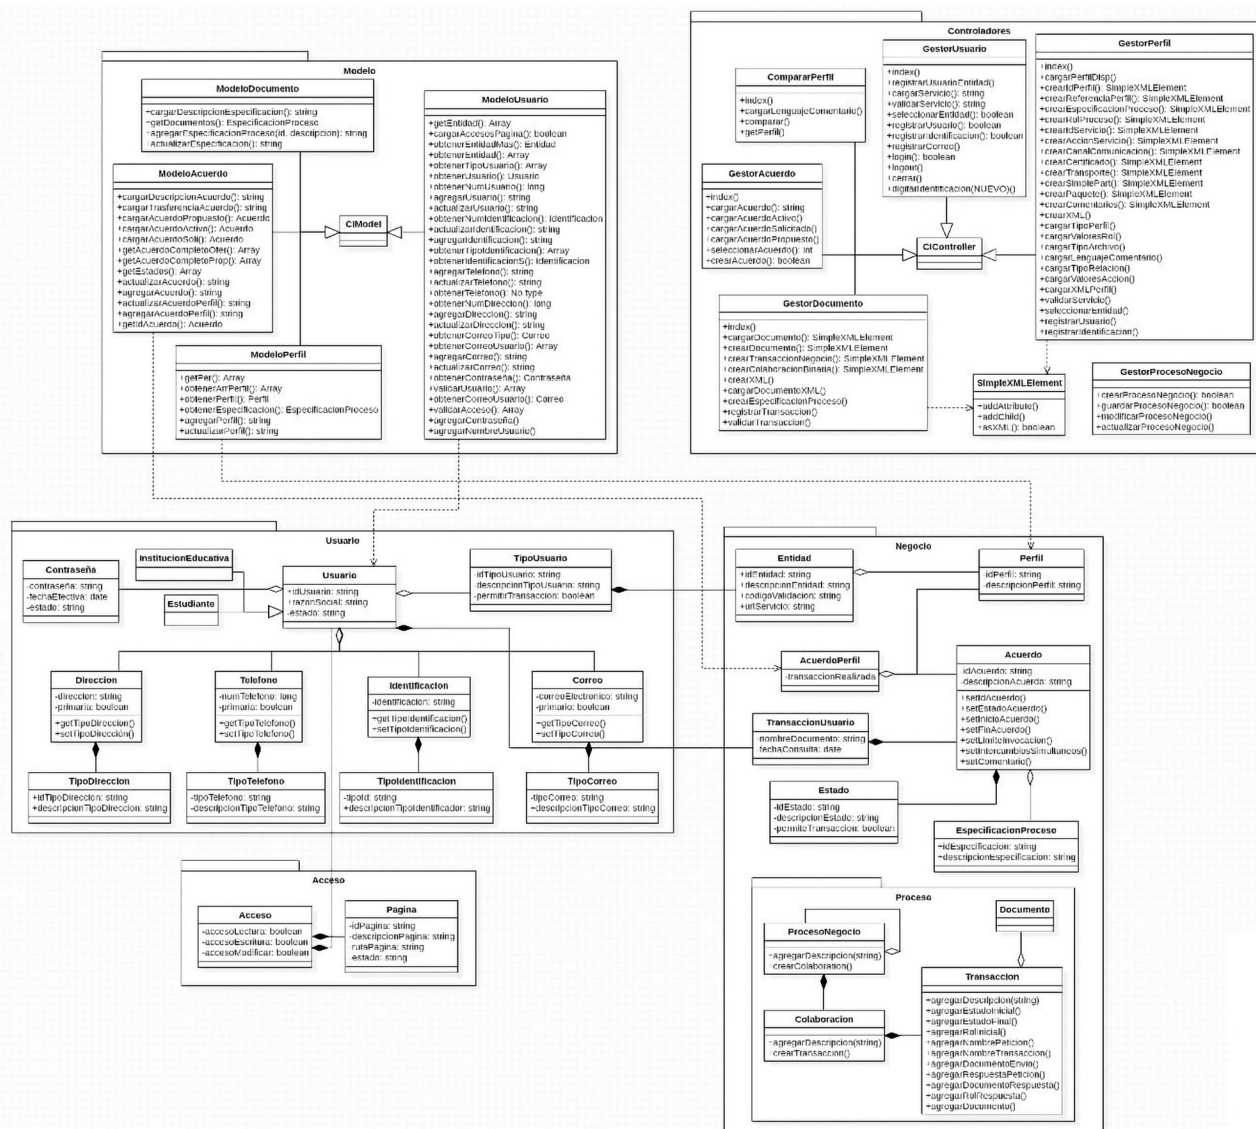 Modelo
ModeloDocumento
+cargarDescripcionEspecificacion(): string
+getDocumento(): EspecificacionProceso
+agregarEspecificacionProceso(id, descripcion): string
+actualizarEspecificacion(): string
ModeloAcuerdo
+cargarDescripcionAcuerdo(): string
+cargarTrasferenciaAcuerdo(): string
+cargarAcuerdoPropuesto(): Acuerdo
+cargarAcuerdoActivo(): Acuerdo
+cargarAcuerdoSoli(): Acuerdo
+getAcuerdoCompletoOfer(): Array
+getAcuerdoCompletoProp(): Array
+getEstados(): Array
+actualizarAcuerdo(): string
+agregarAcuerdo(): string
+actualizarAcuerdoPerfil(): string
+agregarAcuerdoPerfil(): string
+getIdAcuerdo(): Acuerdo
CIModel
ModeloPerfil
+getPer(): Array
+obtenerArrPerfil(): Array
+obtenerPerfil(): Perfil
+obtenerEspecificacion(): EspecificacionProceso
+agregarPerfil(): string
+actualizarPerfil(): string
ModeloUsuario
+getEntidad(): Array
+cargarAccesosPagina(): boolean
+obtenerEntidadMas(): Entidad
+obtenerEntidad(): Array
+obtenerTipoUsuario(): Array
+obtenerUsuario(): Usuario
+obtenerNumUsuario(): long
+agregarUsuario(): string
+actualizarUsuario(): string
+obtenerNumIdentificacion(): Identificacion
+actualizarIdentificacion(): string
+agregarIdentificacion(): string
+obtenerTipoIdentificacion(): Array
+obtenerIdentificacionS(): Identificacion
+agregarTelefono(): string
+actualizarTelefono(): string
+obtenerTelefono(): No type
+obtenerNumDireccion(): long
+agregarDireccion(): string
+actualizarDireccion(): string
+obtenerCorreoTipo(): Correo
+obtenerCorreoUsuario(): Array
+agregarCorreo(): string
+actualizarCorreo(): string
+obtenerContraseña(): Contraseña
+validarUsuario(): Array
+obtenerCorreoUsuario(): Correo
+validarAcceso(): Array
+agregarContraseña()
+agregarNombreUsuario()
Controladores
CompararPerfil
+index()
+cargarLenguajeComentario()
+comparar()
+getPerfil()
GestorUsuario
+index()
+registrarUsuarioEntidad()
+cargarServicio(): string
+validarServicio(): string
+seleccionarEntidad(): boolean
+registrarUsuario(): boolean
+registrarIdentificacion(): boolean
+registrarCorreo()
+login(): boolean
+logout()
+cerrar()
+digitarIdentificacion(NUEVO)()
GestorPerfil
+index()
+cargarPerfilDisp()
+crearIdPerfil(): SimpleXMLElement
+crearReferenciaPerfil(): SimpleXMLElement
+crearEspecificacionProceso(): SimpleXMLElement
+crearRolProceso(): SimpleXMLElement
+crearIdServicio(): SimpleXMLElement
+crearAccionServicio(): SimpleXMLElement
+crearCanalComunicacion(): SimpleXMLElement
+crearCertificado(): SimpleXMLElement
+crearTransporte(): SimpleXMLElement
+crearSimplePart(): SimpleXMLElement
+crearPaquete(): SimpleXMLElement
+crearComentarios(): SimpleXMLElement
+crearXML()
+cargarTipoPerfil()
+cargarValoresRol()
+cargarTipoArchivo()
+cargarLenguajeComentario()
+cargarTipoRelacion()
+cargarValoresAccion()
+cargarXMLPerfil()
+validarServicio()
+seleccionarEntidad()
+registrarUsuario()
+registrarIdentificacion()
GestorAcuerdo
+index()
+cargarAcuerdo(): string
+cargarAcuerdoActivo()
+cargarAcuerdoSolicitado()
+cargarAcuerdoPropuesto()
+seleccionarAcuerdo(): int
+crearAcuerdo(): boolean
CIController
GestorDocumento
+index()
+cargarDocumento(): SimpleXMLElement
+crearDocumento(): SimpleXMLElement
+crearTransaccionNegocio(): SimpleXMLElement
+crearColaboracionBinaria(): SimpleXMLElement
+crearXML()
+cargarDocumentoXML()
+crearEspecificacionProceso()
+registrarTransaccion()
+validarTransaccion()
SimpleXMLElement
+addAttribute()
+addChild()
+asXML(): boolean
GestorProcesoNegocio
+crearProcesoNegocio(): boolean
+guardarProcesoNegocio(): boolean
+modificarProcesoNegocio()
+actualizarProcesoNegocio()
Usuario
Contraseña
-contraseña: string
-fechaEfectiva: date
-estado: string
InstitucionEducativa
Estudiante
Usuario
+idUsuario: string
+razonSocial: string
-estado: string
TipoUsuario
-idTipoUsuario: string
-descripcionTipoUsuario: string
-permitirTransaccion: boolean
Direccion
-direccion: string
-primaria: boolean
+getTipoDireccion()
+setTipoDirección()
Telefono
-numTelefono: long
-primaria: boolean
+getTipoTelefono()
+setTipoTelefono()
Identificacion
-Identificacion: string
+getTipoIdentificacion()
+setTipoIdentificacion()
Correo
-correoElectronico: string
-primario: boolean
+getTipoCorreo()
+setTipoCorreo()
TipoDireccion
+idTipoDireccion: string
+descripcionTipoDireccion: string
TipoTelefono
-tipoTelefono: string
-descripcionTipoTelefono: string
TipoIdentificacion
-tipoId: string
+descripcionTipoIdentificador: string
TipoCorreo
-tipoCorreo: string
-descripcionTipoCorreo: string
Acceso
Acceso
-accesoLectura: boolean
-accesoEscritura: boolean
-accesoModificar: boolean
Pagina
-idPagina: string
-descripcionPagina: string
-rutaPagina: string
-estado: string
Negocio
Entidad
+idEntidad: string
+descripcionEntidad: string
+codigoValidacion: string
+urlServicio: string
Perfil
-idPerfil: string
-descripcionPerfil: string
AcuerdoPerfil
-transaccionRealizada
Acuerdo
-idAcuerdo: string
-descripcionAcuerdo: string
+setIdAcuerdo()
+setEstadoAcuerdo()
+setInicioAcuerdo()
+setFinAcuerdo()
+setLimiteInvocacion()
+setIntercambiosSimultaneos()
+setComentario()
TransaccionUsuario
-nombreDocumento: string
-fechaConsulta: date
Estado
-idEstado: string
-descripcionEstado: string
-permiteTransaccion: boolean
EspecificacionProceso
+idEspecificacion: string
+descripcionEspecificacion: string
Proceso
ProcesoNegocio
+agregarDescripcion(string)
+crearColaboration()
Documento
Colaboracion
+agregarDescripcion(string)
+crearTransaccion()
Transaccion
+agregarDescripcion(string)
+agregarEstadoInicial()
+agregarEstadoFinal()
+agregarRolInicial()
+agregarNombrePeticion()
+agregarNombreTransaccion()
+agregarDocumentoEnvio()
+agregarRespuestaPeticion()
+agregarDocumentoRespuesta()
+agregarRolRespuesta()
+agregarDocumento()